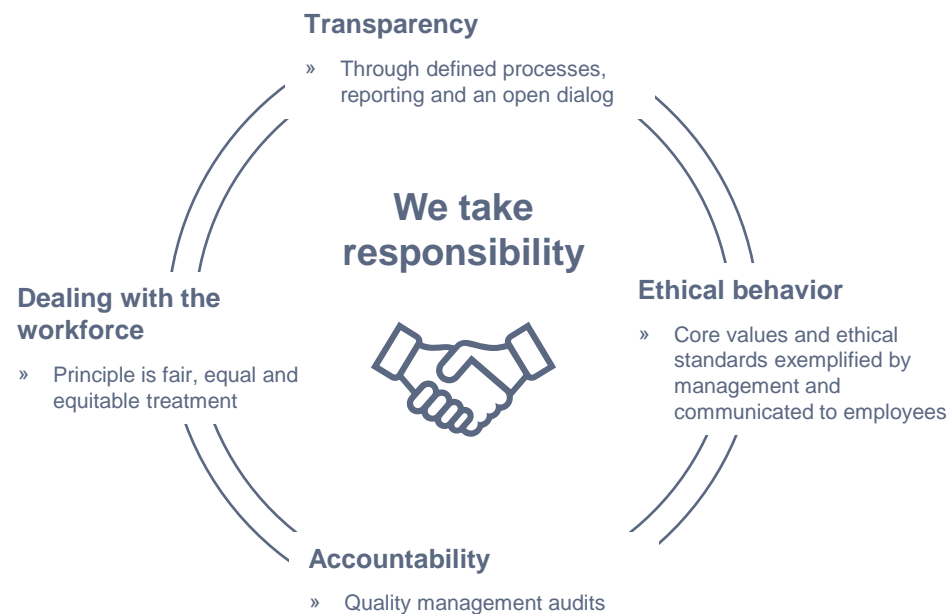 Transparency
» Through defined processes,
reporting and an open dialog
We take
responsibility
Dealing with the
workforce
» Principle is fair, equal and
equitable treatment
Ethical behavior
» Core values and ethical
standards exemplified by
management and
communicated to employees
Accountability
» Quality management audits